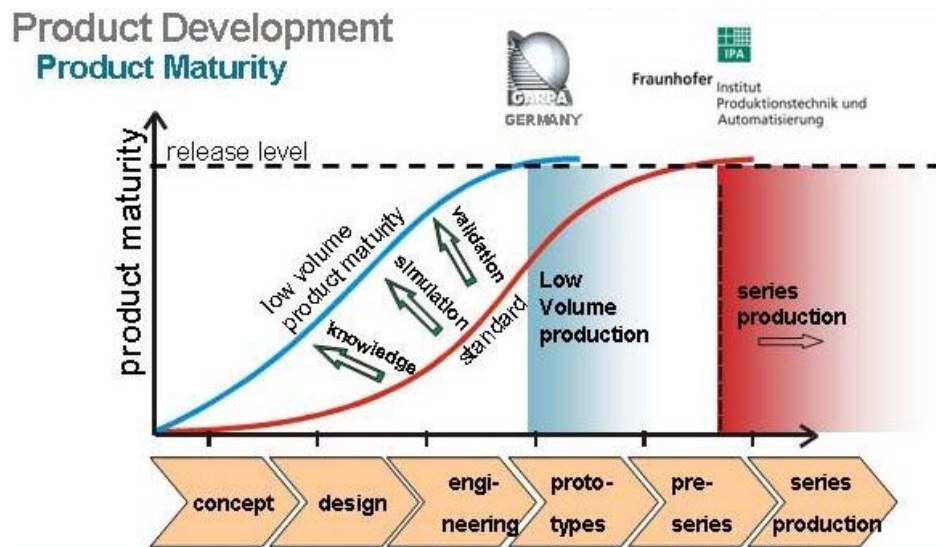 Product Development
Product Maturity
GARPA
GERMANY
IPA
Fraunhofer
Institut
Produktionstechnik und
Automatisierung
product maturity
release level
low volume
product maturity
validation
simulation
knowledge
standard
Low
Volume
production
series
production
concept
design
engi-
neering
proto-
types
pre-
series
series
production